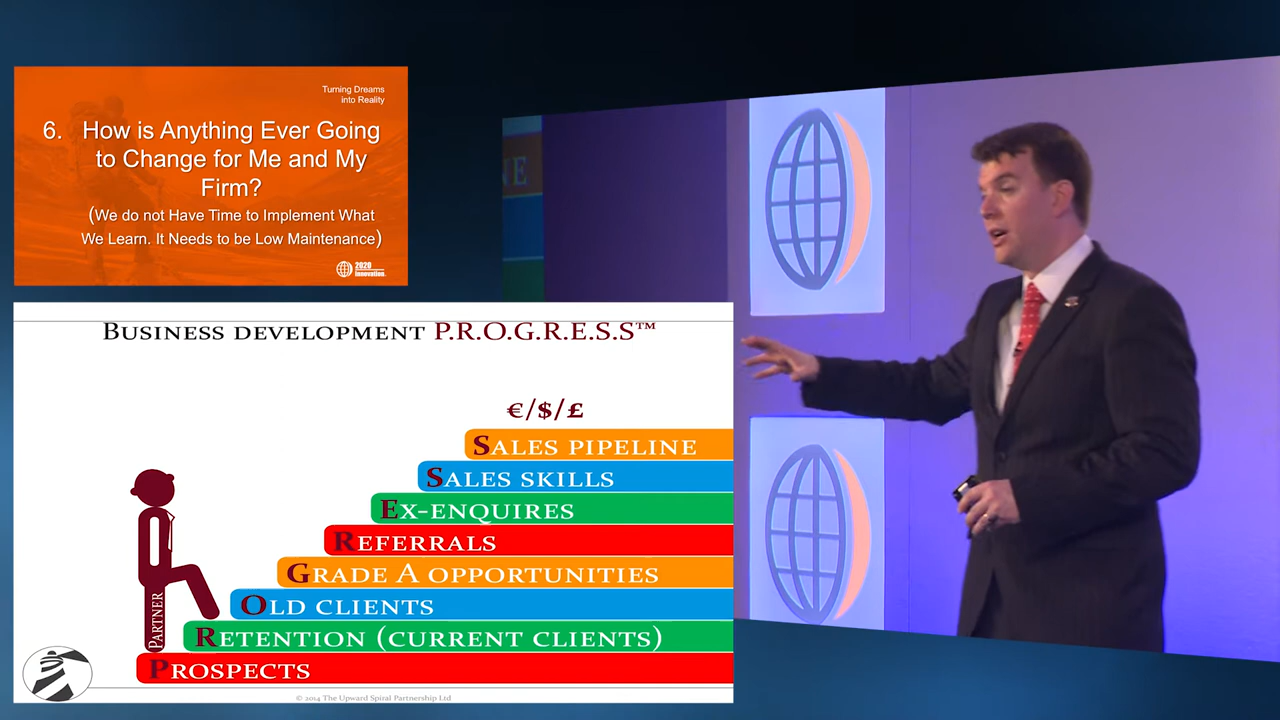 Turning Dreams
into Reality
6. How is Anything Ever Going
to Change for Me and My
Firm?
(We do not Have Time to Implement What
We Learn. It Needs to be Low Maintenance)
2020
Innovation
NE
Business development P.R.O.G.R.E.S.S™
€/$/£
Sales pipeline
Sales skills
Ex-enquires
Referrals
Grade A opportunities
Old clients
Retention (current clients)
Prospects
Partner
© 2014 The Upward Spiral Partnership Ltd